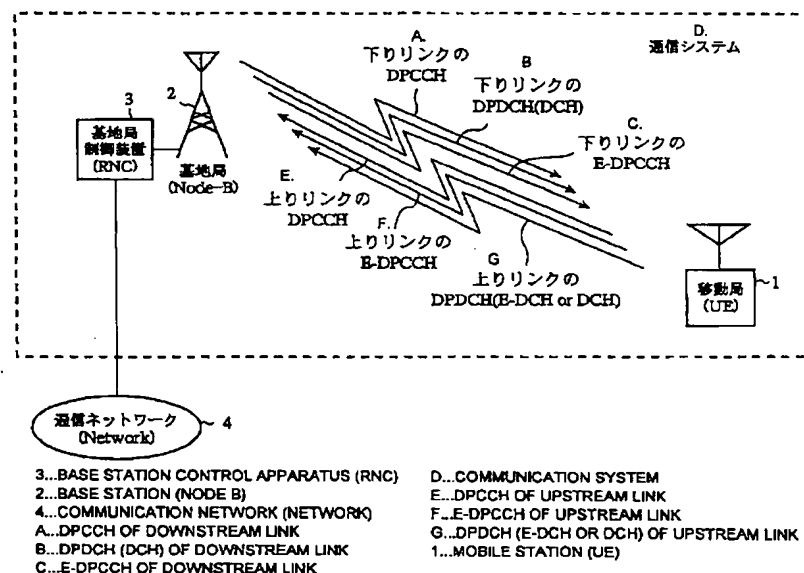 D.
通信システム
A.
下りリンクの
DPCCH
B
下りリンクの
DPDCH(DCH)
C.
下りリンクの
E-DPCCH
3
2
基地局
制御装置
(RNC)
基地局
(Node-B)
E.
上りリンクの
DPCCH
F.
上りリンクの
E-DPCCH
G
上りリンクの
DPDCH(E-DCH or DCH)
移動局
(UE)
1
通信ネットワーク
(Network)
4
3...BASE STATION CONTROL APPARATUS (RNC)
2...BASE STATION (NODE B)
4...COMMUNICATION NETWORK (NETWORK)
A...DPCCH OF DOWNSTREAM LINK
B...DPDCH (DCH) OF DOWNSTREAM LINK
C...E-DPCCH OF DOWNSTREAM LINK
D...COMMUNICATION SYSTEM
E...DPCCH OF UPSTREAM LINK
F...E-DPCCH OF UPSTREAM LINK
G...DPDCH (E-DCH OR DCH) OF UPSTREAM LINK
1...MOBILE STATION (UE)